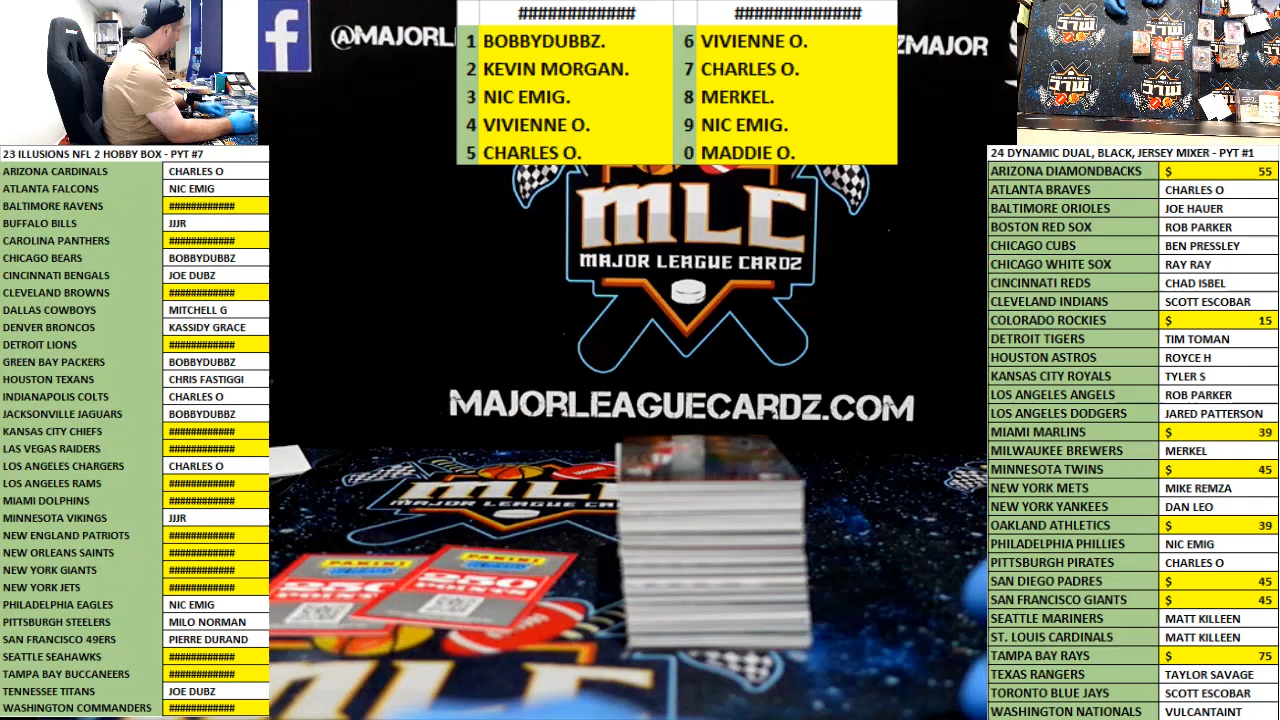 @MAJORL
############ ############
1 BOBBYDUBBZ. 6 VIVIENNE O.
2 KEVIN MORGAN. 7 CHARLES O.
3 NIC EMIG. 8 MERKEL.
4 VIVIENNE O. 9 NIC EMIG.
5 CHARLES O. 0 MADDIE O.
ZMAJOR
23 ILLUSIONS NFL 2 HOBBY BOX - PYT #7
ARIZONA CARDINALS CHARLES O
ATLANTA FALCONS NIC EMIG
BALTIMORE RAVENS ############
BUFFALO BILLS JJJR
CAROLINA PANTHERS ############
CHICAGO BEARS BOBBYDUBBZ
CINCINNATI BENGALS JOE DUBZ
CLEVELAND BROWNS ############
DALLAS COWBOYS MITCHELL G
DENVER BRONCOS KASSIDY GRACE
DETROIT LIONS ############
GREEN BAY PACKERS BOBBYDUBBZ
HOUSTON TEXANS CHRIS FASTIGGI
INDIANAPOLIS COLTS CHARLES O
JACKSONVILLE JAGUARS BOBBYDUBBZ
KANSAS CITY CHIEFS ############
LAS VEGAS RAIDERS ############
LOS ANGELES CHARGERS CHARLES O
LOS ANGELES RAMS ############
MIAMI DOLPHINS ############
MINNESOTA VIKINGS JJJR
NEW ENGLAND PATRIOTS ############
NEW ORLEANS SAINTS ############
NEW YORK GIANTS ############
NEW YORK JETS ############
PHILADELPHIA EAGLES NIC EMIG
PITTSBURGH STEELERS MILO NORMAN
SAN FRANCISCO 49ERS PIERRE DURAND
SEATTLE SEAHAWKS ############
TAMPA BAY BUCCANEERS ############
TENNESSEE TITANS JOE DUBZ
WASHINGTON COMMANDERS ############
MLC
MAJOR LEAGUE CARDZ
MAJORLEAGUECARDZ.COM
MLC
MAJOR LEAGUE CARDZ
PANINI
PANINI
250
POINTS
MLC
24 DYNAMIC DUAL, BLACK, JERSEY MIXER - PYT #1
ARIZONA DIAMONDBACKS $ 55
ATLANTA BRAVES CHARLES O
BALTIMORE ORIOLES JOE HAUER
BOSTON RED SOX ROB PARKER
CHICAGO CUBS BEN PRESSLEY
CHICAGO WHITE SOX RAY RAY
CINCINNATI REDS CHAD ISBEL
CLEVELAND INDIANS SCOTT ESCOBAR
COLORADO ROCKIES $ 15
DETROIT TIGERS TIM TOMAN
HOUSTON ASTROS ROYCE H
KANSAS CITY ROYALS TYLER S
LOS ANGELES ANGELS ROB PARKER
LOS ANGELES DODGERS JARED PATTERSON
MIAMI MARLINS $ 39
MILWAUKEE BREWERS MERKEL
MINNESOTA TWINS $ 45
NEW YORK METS MIKE REMZA
NEW YORK YANKEES DAN LEO
OAKLAND ATHLETICS $ 39
PHILADELPHIA PHILLIES NIC EMIG
PITTSBURGH PIRATES CHARLES O
SAN DIEGO PADRES $ 45
SAN FRANCISCO GIANTS $ 45
SEATTLE MARINERS MATT KILLEEN
ST. LOUIS CARDINALS MATT KILLEEN
TAMPA BAY RAYS $ 75
TEXAS RANGERS TAYLOR SAVAGE
TORONTO BLUE JAYS SCOTT ESCOBAR
WASHINGTON NATIONALS VULCANTAINT